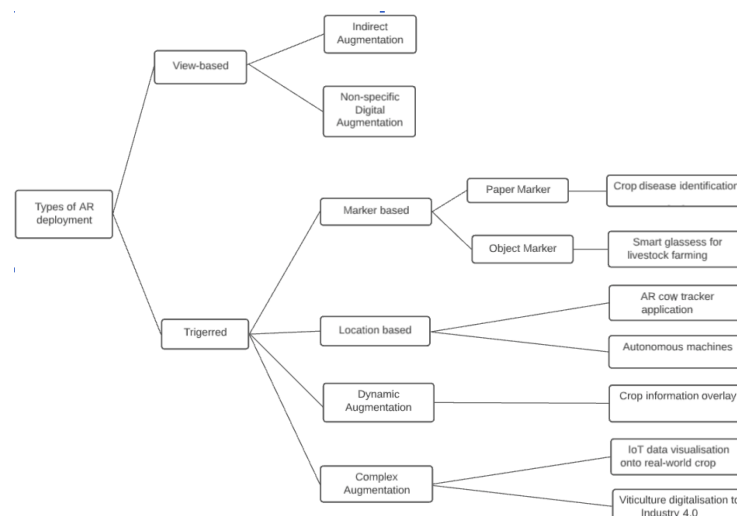 Indirect
Augmentation
View-based
Non-specific
Digital
Augmentation
Types of AR
deployment
Paper Marker
Crop disease identification
Marker based
Object Marker
Smart glassess for
livestock farming
AR cow tracker
application
Trigerred
Location based
Autonomous machines
Dynamic
Augmentation
Crop information overlay
Complex
Augmentation
IoT data visualisation
onto real-world crop
Viticulture digitalisation to
Industry 4.0